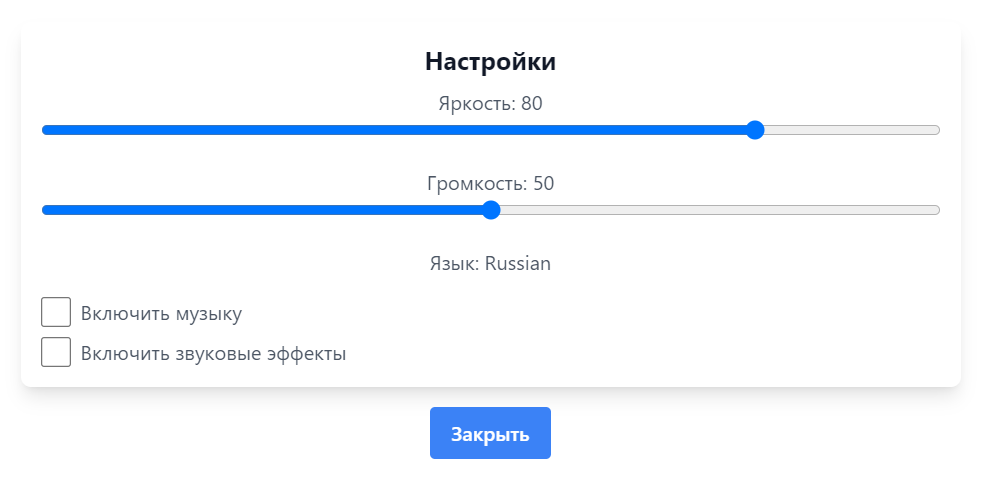 Настройки
Яркость: 80
Громкость: 50
Язык: Russian
Включить музыку
Включить звуковые эффекты
Закрыть